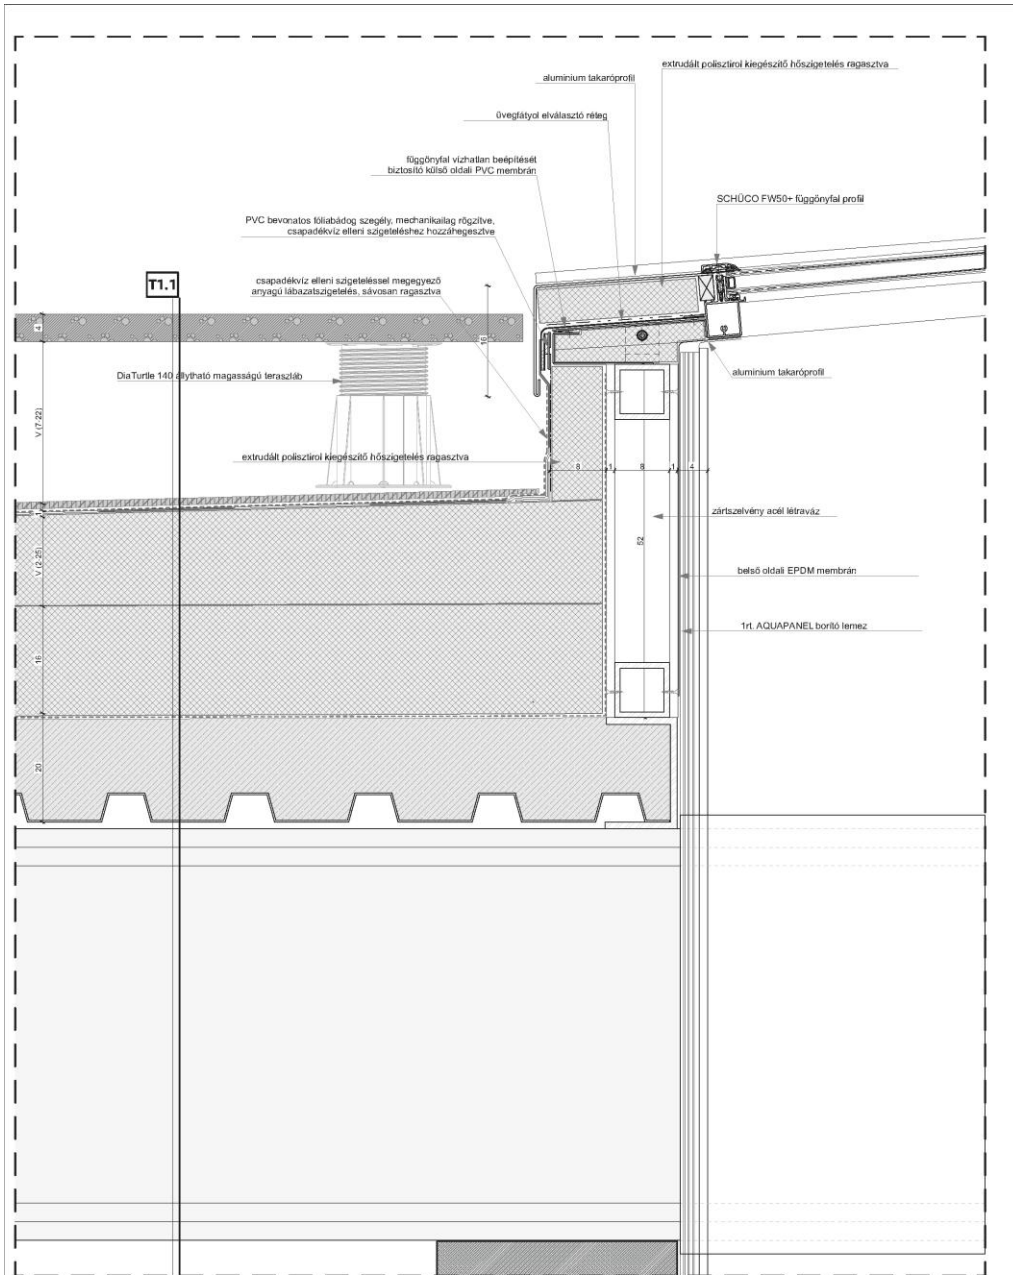 extrudált polisztirol kiegészítő hőszigetelés ragasztva
alumínium takaróprofil
üvegfátyol elválasztó réteg
függönyfal vízhatlan beépítését
biztosító külső oldali PVC membrán
SCHÜCO FW50+ függönyfal profil
PVC bevonatos fóliabádog szegély, mechanikailag rögzítve,
csapadékvíz elleni szigeteléshez hozzáhegesztve
T1.1
csapadékvíz elleni szigeteléssel megegyező
anyagú lábazatszigetelés, sávosan ragasztva
4
16
alumínium takaróprofil
DiaTurtle 140 állytható magasságú teraszláb
V (7-22)
extrudált polisztirol kiegészítő hőszigetelés ragasztva
8
1
8
1
4
zártszelvény acél létraváz
1
52
V (2-25)
belső oldali EPDM membrán
1rt. AQUAPANEL borító lemez
16
20